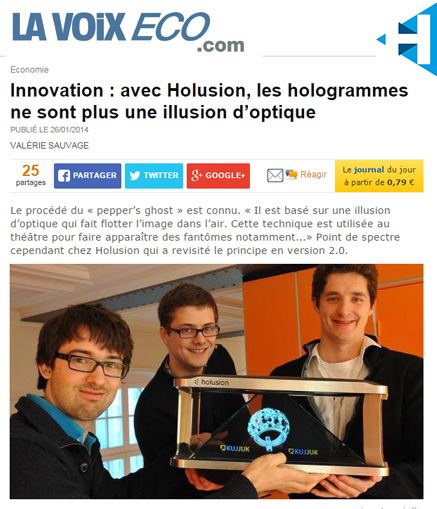 LA VOiX ECO
.com
Economie
Innovation : avec Holusion, les hologrammes
ne sont plus une illusion d’optique
PUBLIÉ LE 26/01/2014
VALÉRIE SAUVAGE
25
partages
PARTAGER
TWITTER
GOOGLE+
Réagir
Le journal du jour
à partir de 0,79 €
Le procédé du « pepper’s ghost » est connu. « Il est basé sur une illusion
d’optique qui fait flotter l’image dans l’air. Cette technique est utilisée au
théâtre pour faire apparaître des fantômes notamment...» Point de spectre
cependant chez Holusion qui a revisité le principe en version 2.0.
holusion
KUJJUK
KUJJUK